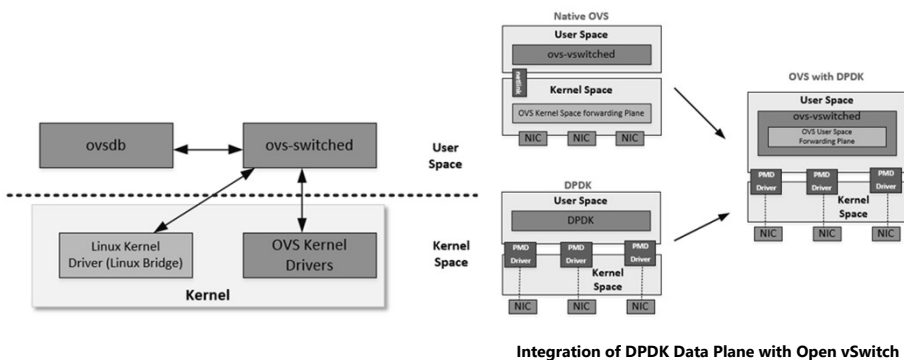 ovsdb
ovs-switched
User
Space
Linux Kernel
Driver (Linux Bridge)
OVS Kernel
Drivers
Kernel
Space
Kernel
Native OVS
User Space
ovs-vswitched
netlink
Kernel Space
OVS Kernel Space forwarding Plane
NIC
NIC
NIC
DPDK
User Space
DPDK
PMD
Driver
PMD
Driver
PMD
Driver
Kernel
Space
NIC
NIC
NIC
OVS with DPDK
User Space
ovs-vswitched
OVS User Space
Forwarding Plane
PMD
Driver
PMD
Driver
PMD
Driver
Kernel
Space
NIC
NIC
NIC
Integration of DPDK Data Plane with Open vSwitch